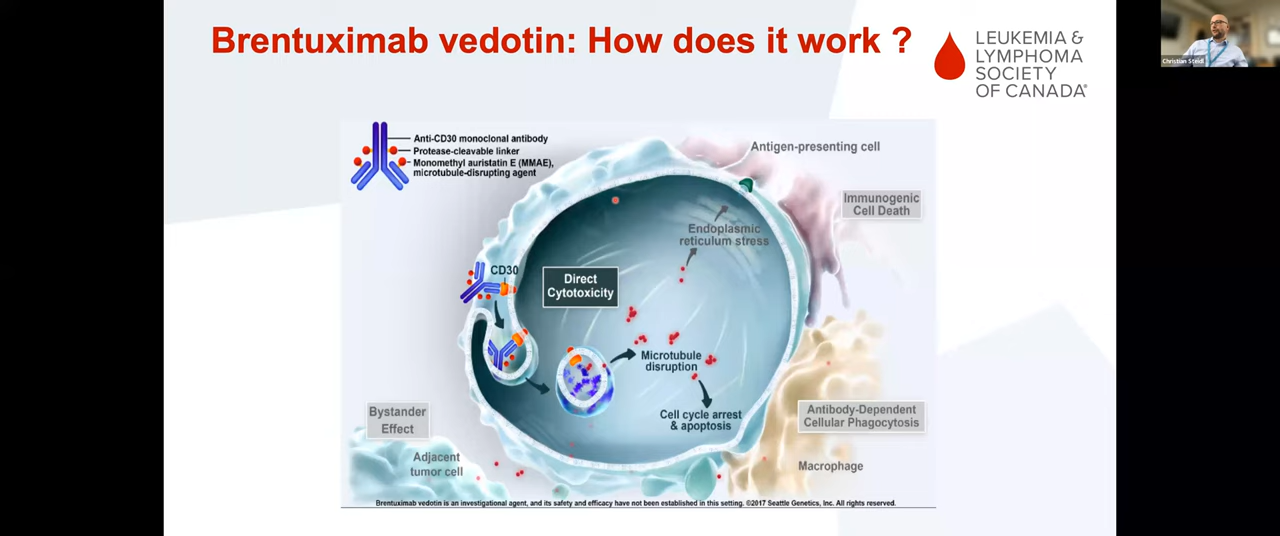 Brentuximab vedotin: How does it work ?
LEUKEMIA &
LYMPHOMA
SOCIETY
OF CANADA®
Christian Steidl
Anti-CD30 monoclonal antibody
Protease-cleavable linker
Monomethyl auristatin E (MMAE),
microtubule-disrupting agent
Antigen-presenting cell
Immunogenic
Cell Death
Endoplasmic
reticulum stress
CD30
Direct
Cytotoxicity
Microtubule
disruption
Cell cycle arrest
& apoptosis
Bystander
Effect
Adjacent
tumor cell
Antibody-Dependent
Cellular Phagocytosis
Macrophage
Brentuximab vedotin is an investigational agent, and its safety and efficacy have not been established in this setting. ©2017 Seattle Genetics, Inc. All rights reserved.